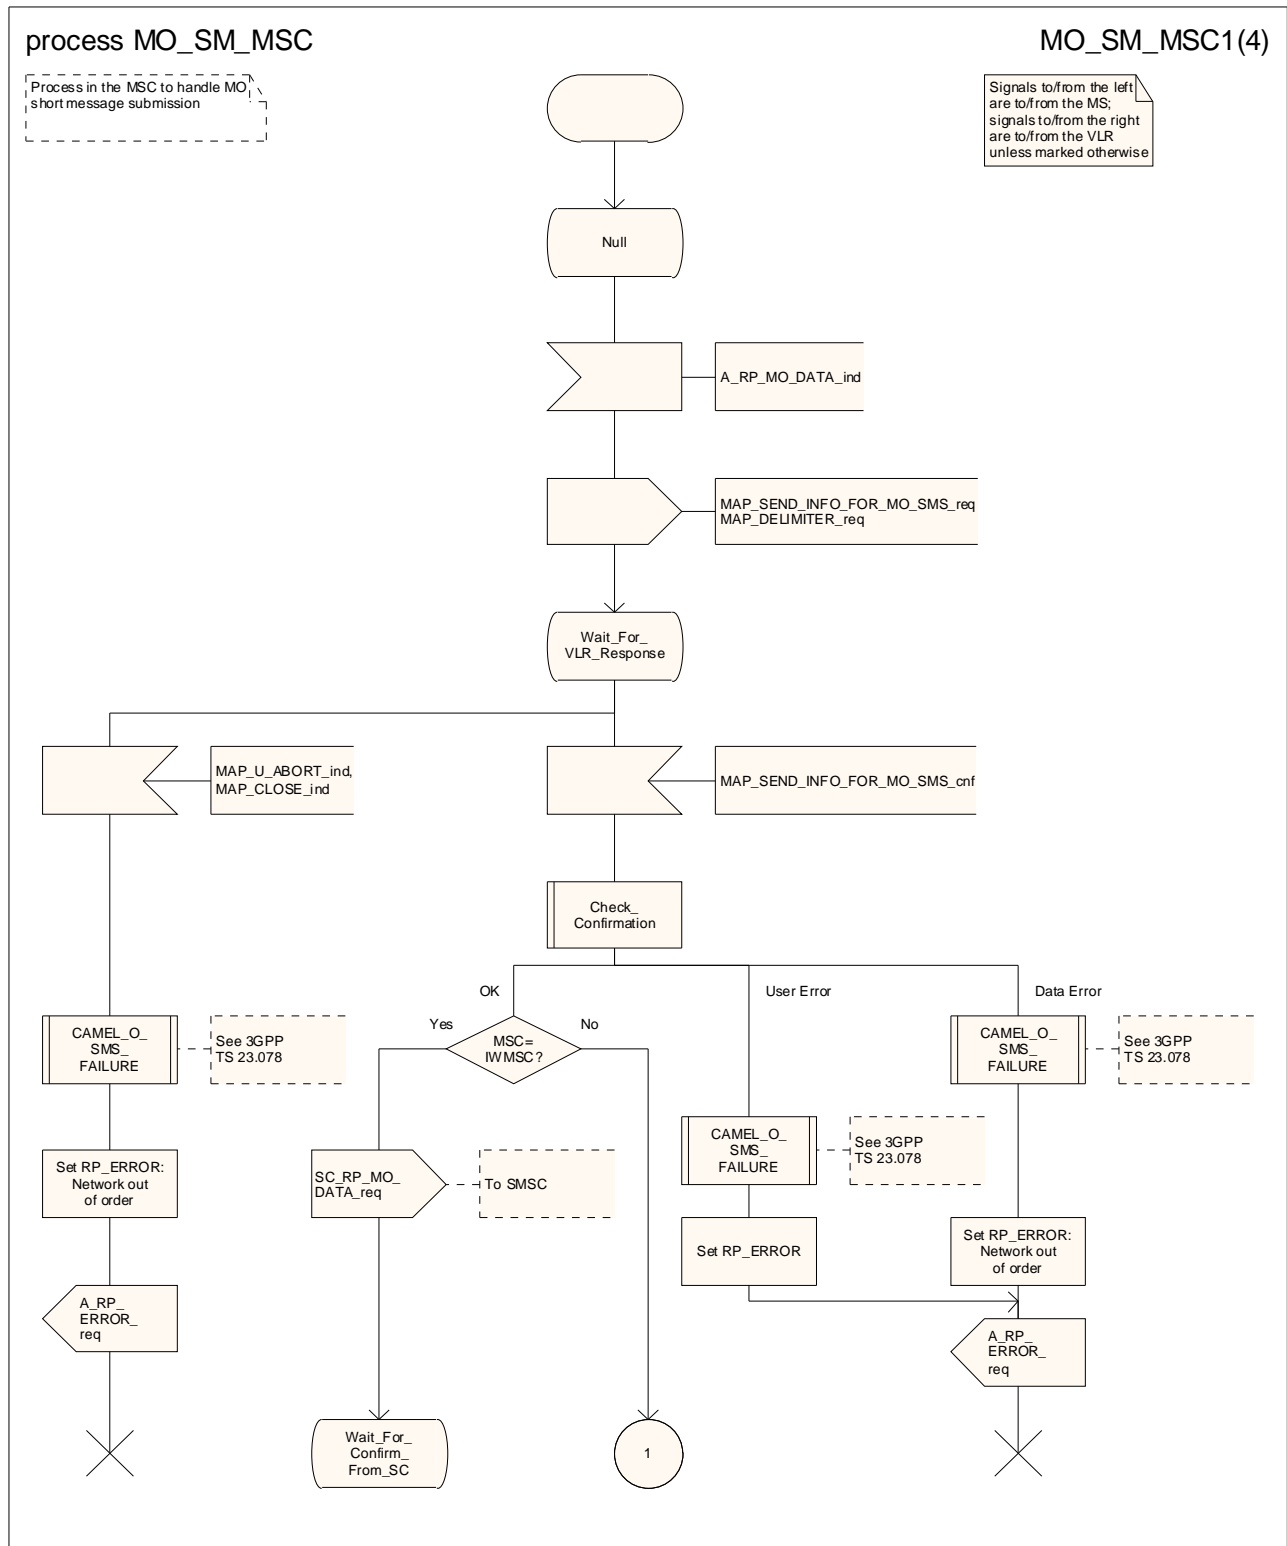 process MO_SM_MSC
MO_SM_MSC1(4)
Process in the MSC to handle MO
short message submission
Signals to/from the left
are to/from the MS;
signals to/from the right
are to/from the VLR
unless marked otherwise
Null
A_RP_MO_DATA_ind
MAP_SEND_INFO_FOR_MO_SMS_req
MAP_DELIMITER_req
Wait_For_
VLR_Response
MAP_U_ABORT_ind,
MAP_CLOSE_ind
MAP_SEND_INFO_FOR_MO_SMS_cnf
Check_
Confirmation
OK
User Error
Data Error
Yes
No
MSC=
IWMSC?
CAMEL_O_
SMS_
FAILURE
See 3GPP
TS 23.078
CAMEL_O_
SMS_
FAILURE
See 3GPP
TS 23.078
CAMEL_O_
SMS_
FAILURE
See 3GPP
TS 23.078
Set RP_ERROR:
Network out
of order
SC_RP_MO_
DATA_req
To SMSC
Set RP_ERROR
Set RP_ERROR:
Network out
of order
A_RP_
ERROR_
req
A_RP_
ERROR_
req
Wait_For_
Confirm_
From_SC
1